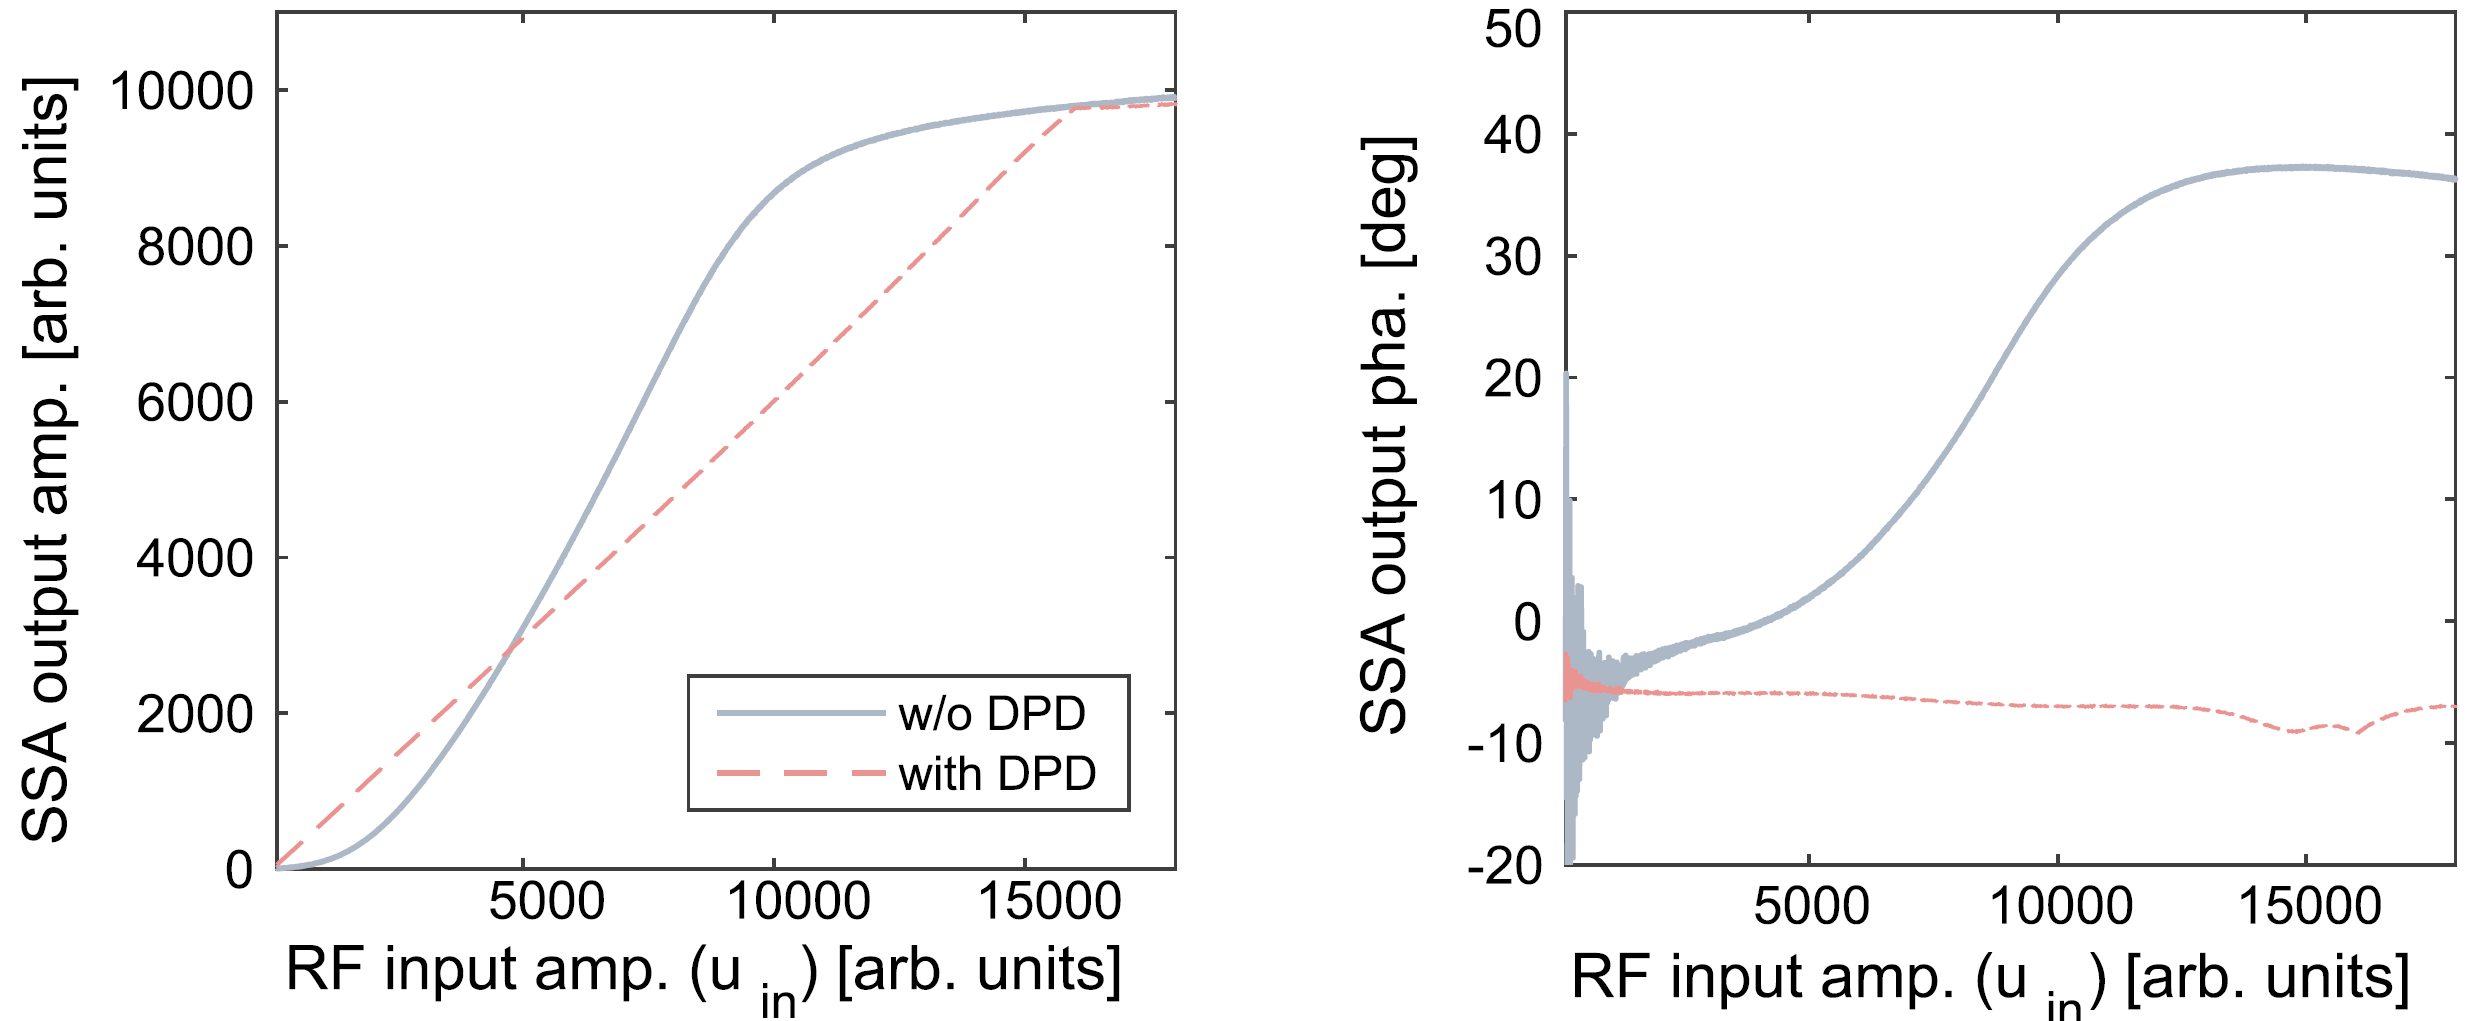 SSA output amp. [arb. units]
10000
8000
6000
4000
2000
0
5000 10000 15000
RF input amp. (u in) [arb. units]
w/o DPD
with DPD
SSA output pha. [deg]
50
40
30
20
10
0
-10
-20
5000 10000 15000
RF input amp. (u in) [arb. units]